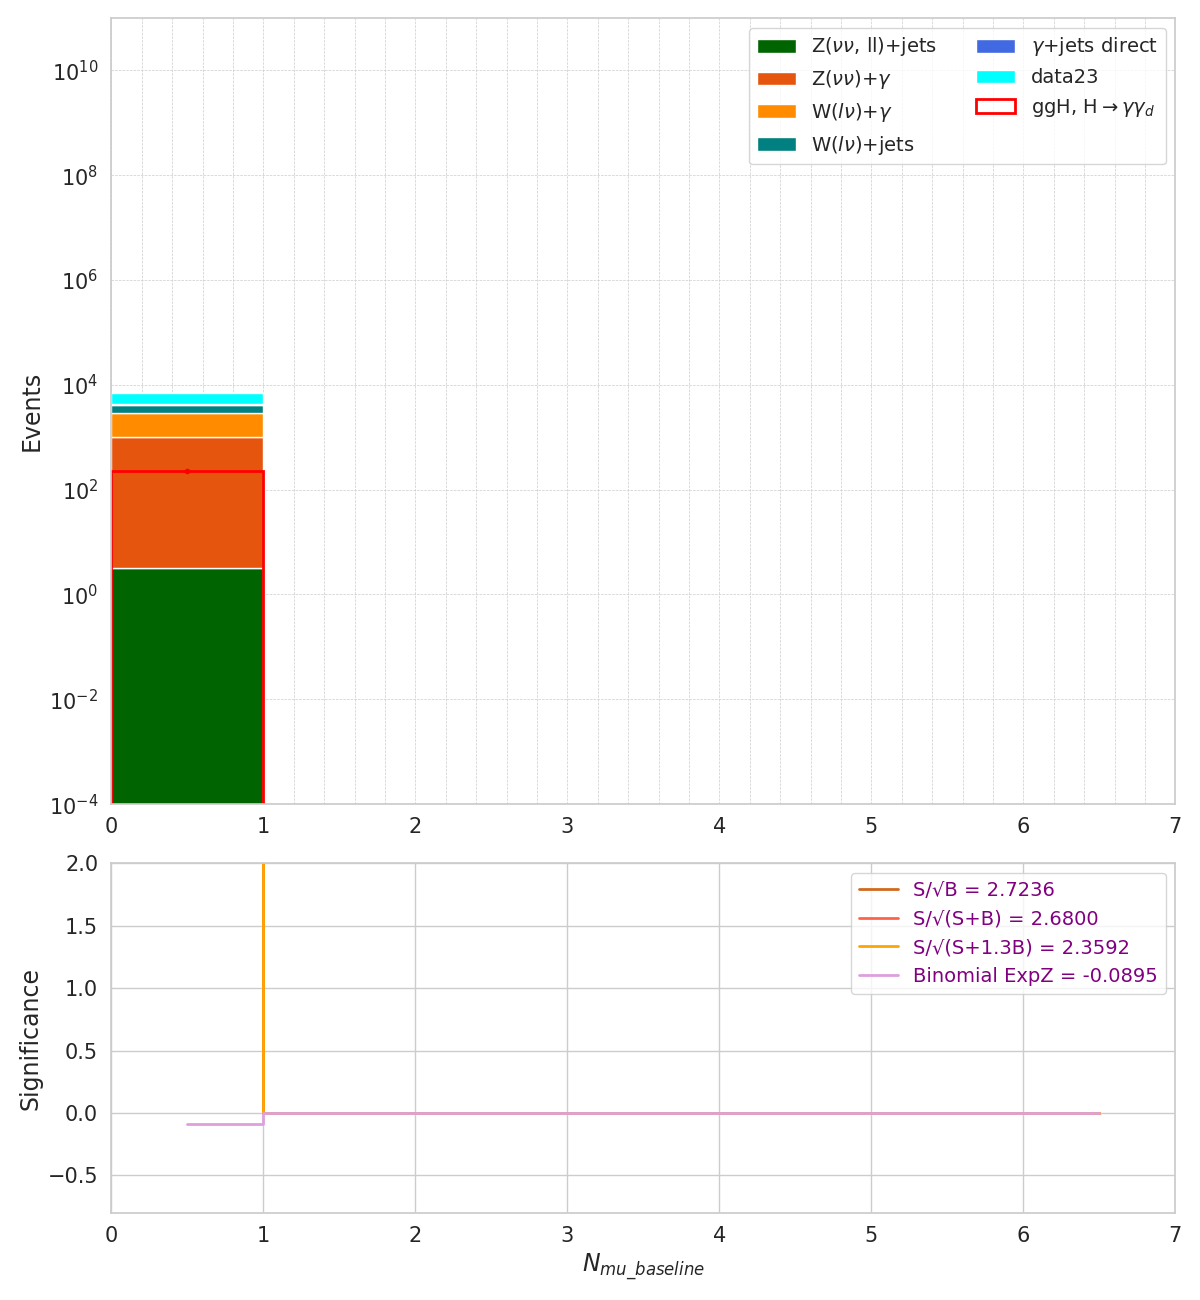 Z(νν, ll)+jets
Z(νν)+γ
W(lν)+γ
W(lν)+jets
γ+jets direct
data23
ggH, H→γγ_d
10^10
10^8
10^6
10^4
10^2
10^0
10^−2
10^−4
Events
0 1 2 3 4 5 6 7
S/√B = 2.7236
S/√(S+B) = 2.6800
S/√(S+1.3B) = 2.3592
Binomial ExpZ = -0.0895
2.0
1.5
1.0
0.5
0.0
−0.5
Significance
0 1 2 3 4 5 6 7
N_mu_baseline